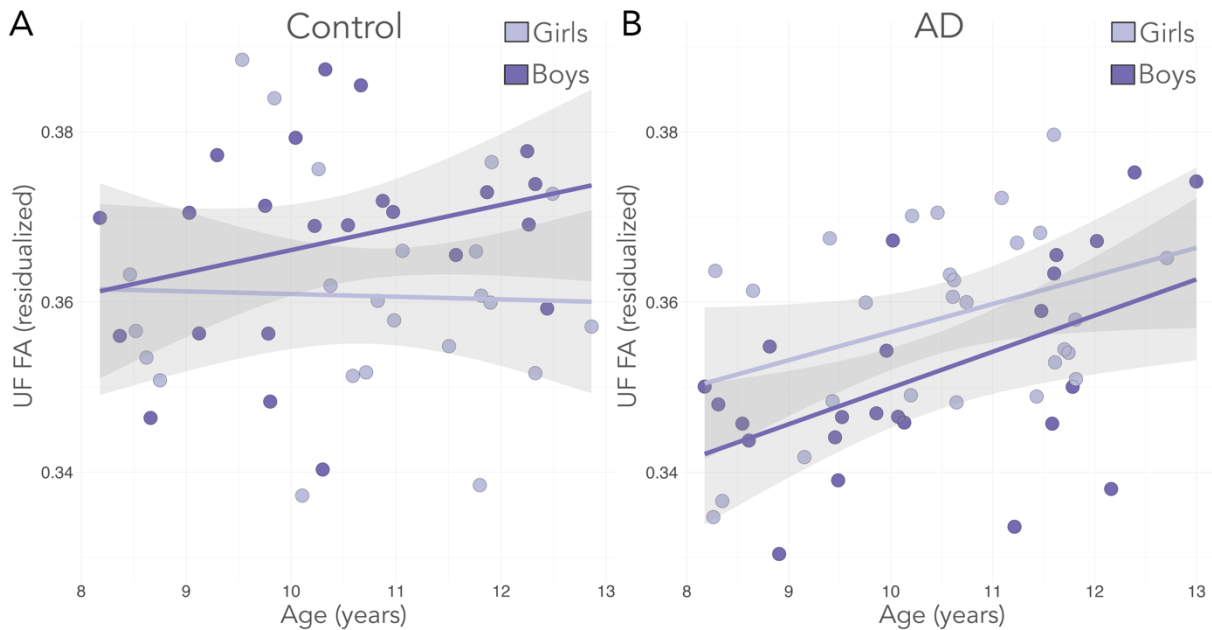 A
Control
Girls
Boys
UF FA (residualized)
0.38
0.36
0.34
8
9
10
11
12
13
Age (years)
B
AD
Girls
Boys
UF FA (residualized)
0.38
0.36
0.34
8
9
10
11
12
13
Age (years)